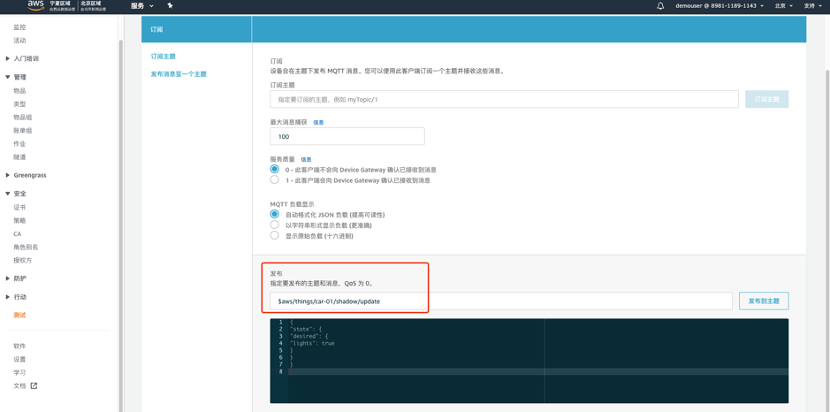 aws 宁夏区域 北京区域 服务 demouser @ 8981-1189-1143 北京 支持
由西云数据运营 由光环新网运营
监控
活动
入门培训
管理
物品
类型
物品组
账单组
作业
隧道
Greengrass
安全
证书
策略
CA
角色别名
授权方
防护
行动
测试
软件
设置
学习
文档
订阅
订阅主题
发布消息至一个主题
订阅
设备会在主题下发布 MQTT 消息。您可以使用此客户端订阅一个主题并接收这些消息。
订阅主题
指定要订阅的主题，例如 myTopic/1 订阅主题
最大消息捕获 信息
100
服务质量 信息
0 - 此客户端不会向 Device Gateway 确认已接收到消息
1 - 此客户端会向 Device Gateway 确认已接收到消息
MQTT 负载显示
自动格式化 JSON 负载 (提高可读性)
以字符串形式显示负载 (更准确)
显示原始负载 (十六进制)
发布
指定要发布的主题和消息，QoS 为 0。
$aws/things/car-01/shadow/update 发布到主题
1 {
2 "state": {
3 "desired": {
4 "lights": true
5 }
6 }
7 }
8